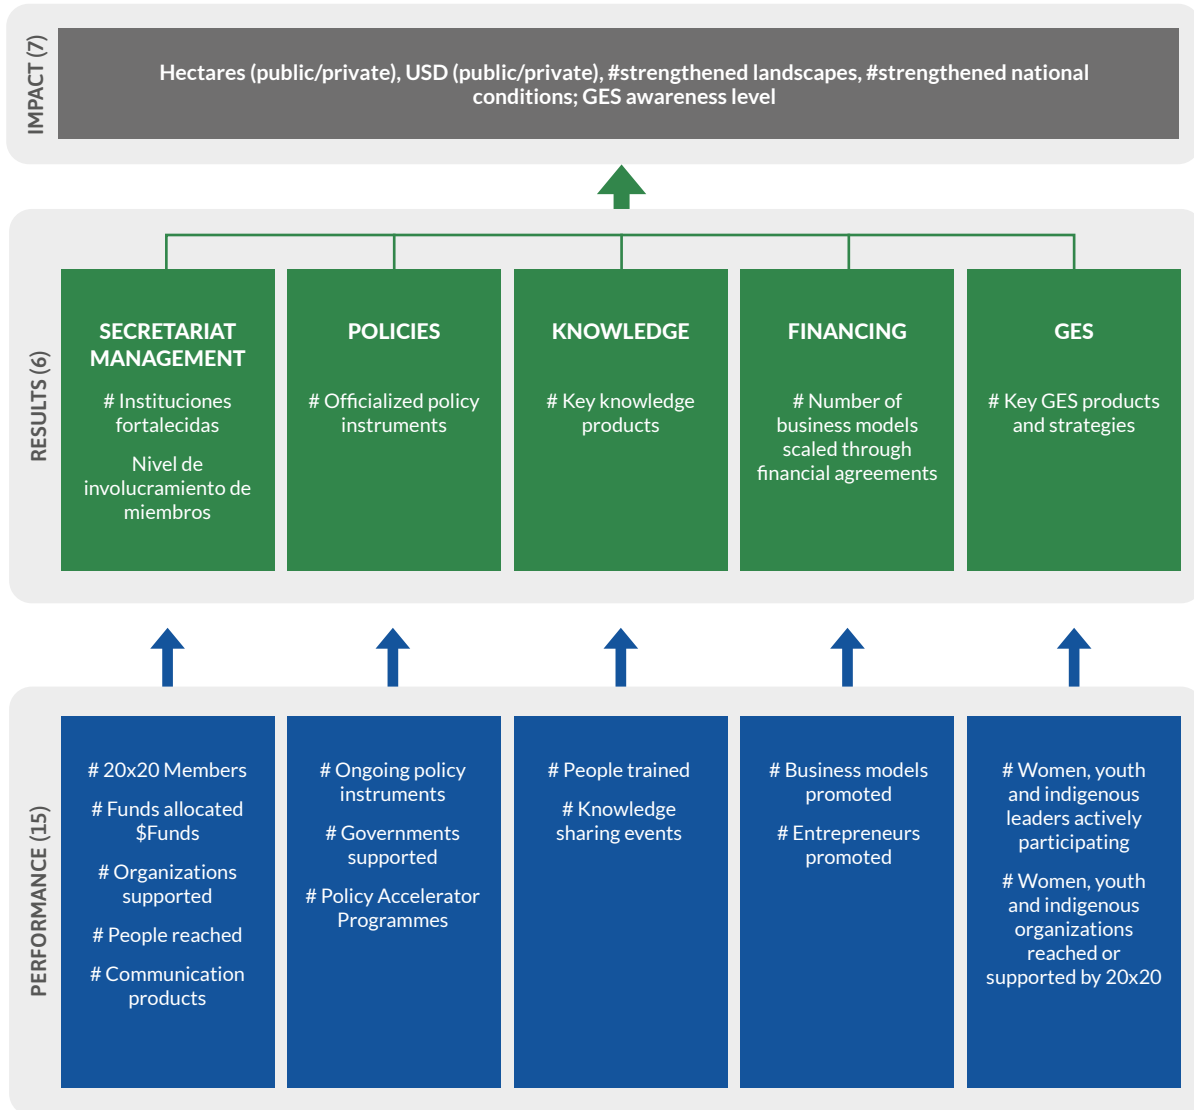 IMPACT (7)
Hectares (public/private), USD (public/private), #strengthened landscapes, #strengthened national
conditions; GES awareness level
RESULTS (6)
SECRETARIAT
MANAGEMENT
# Instituciones
fortalecidas
Nivel de
involucramiento de
miembros
POLICIES
# Officialized policy
instruments
KNOWLEDGE
# Key knowledge
products
FINANCING
# Number of
business models
scaled through
financial agreements
GES
# Key GES products
and strategies
PERFORMANCE (15)
# 20x20 Members
# Funds allocated
$Funds
# Organizations
supported
# People reached
# Communication
products
# Ongoing policy
instruments
# Governments
supported
# Policy Accelerator
Programmes
# People trained
# Knowledge
sharing events
# Business models
promoted
# Entrepreneurs
promoted
# Women, youth
and indigenous
leaders actively
participating
# Women, youth
and indigenous
organizations
reached or
supported by 20x20